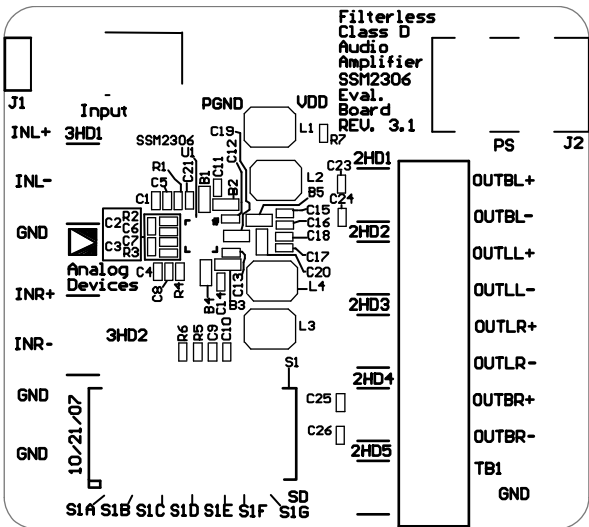 Filterless
Class D
Audio
Amplifier
SSM2306
Eval.
Board
REV. 3.1
J1
Input
PGND
VDD
C19
L1
R7
PS
J2
INL+
3HD1
SSM2306
U1
C12
R1
C21
C11
2HD1
C23
INL-
C5
B1
B2
L2
B5
OUTBL+
C1
C24
C15
OUTBL-
C2
R2
C6
C16
GND
C7
C18
2HD2
C3
R3
C17
OUTLL+
Analog
Devices
C4
C20
C8
R4
B4
C14
C13
B3
L4
OUTLL-
INR+
2HD3
L3
OUTLR+
3HD2
INR-
R6
R5
C9
C10
OUTLR-
S1
2HD4
GND
C25
OUTBR+
10/21/07
C26
OUTBR-
GND
2HD5
TB1
SD
GND
S1A
S1B
S1C
S1D
S1E
S1F
S1G